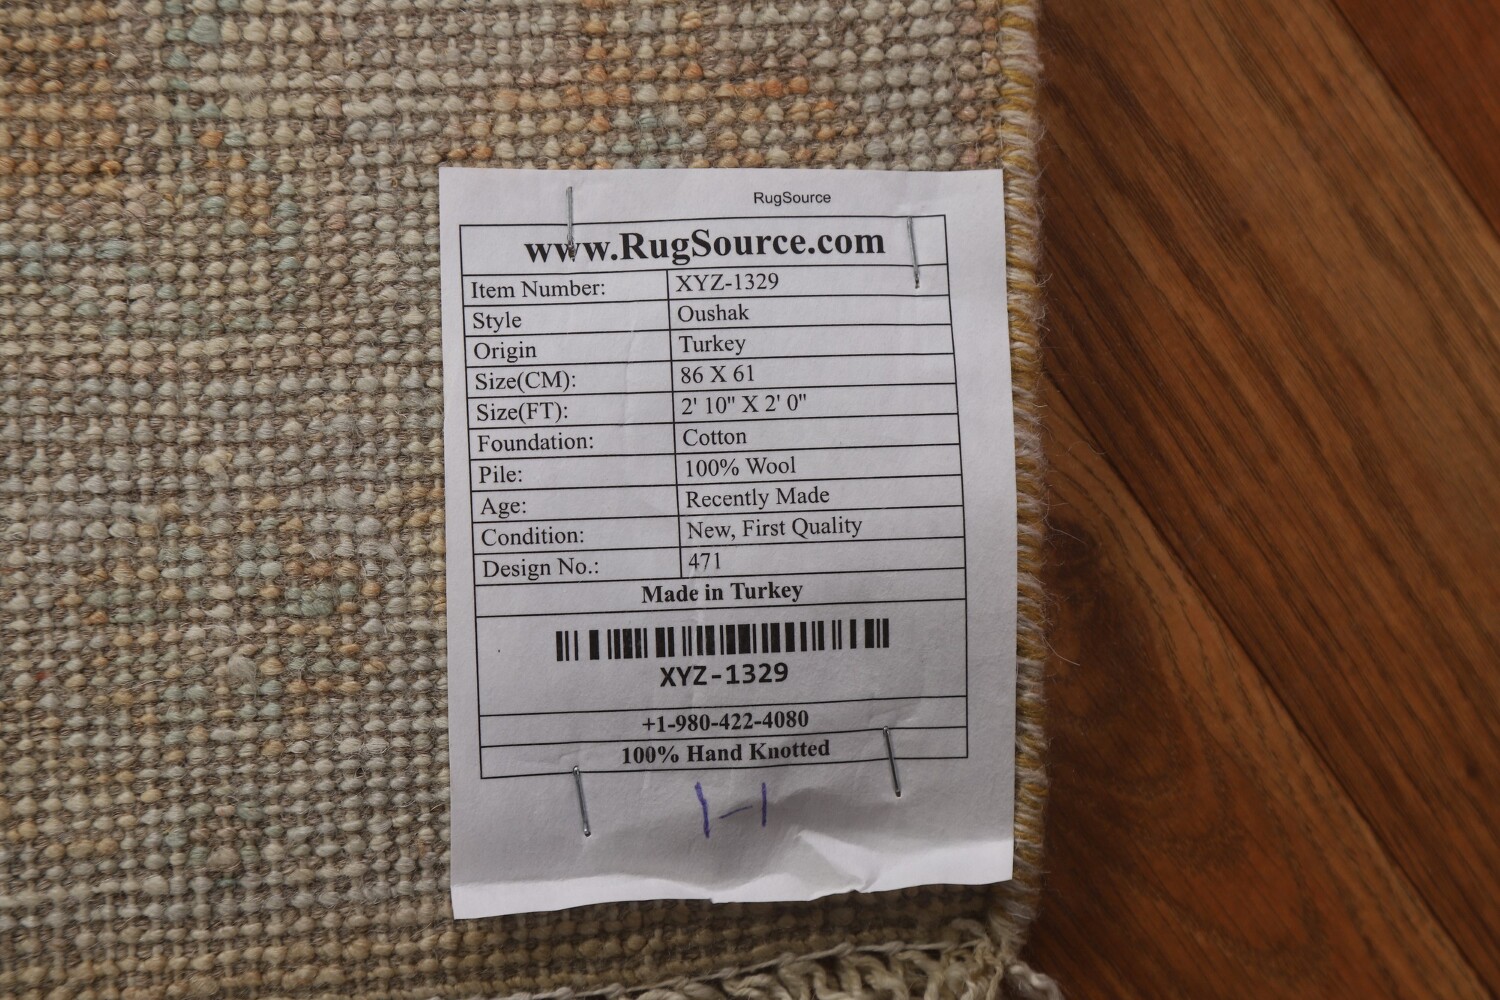 RugSource
www.RugSource.com
Item Number: XYZ-1329
Style Oushak
Origin Turkey
Size(CM): 86 X 61
Size(FT): 2' 10" X 2' 0"
Foundation: Cotton
Pile: 100% Wool
Age: Recently Made
Condition: New, First Quality
Design No.: 471
Made in Turkey
XYZ-1329
+1-980-422-4080
100% Hand Knotted
1-1